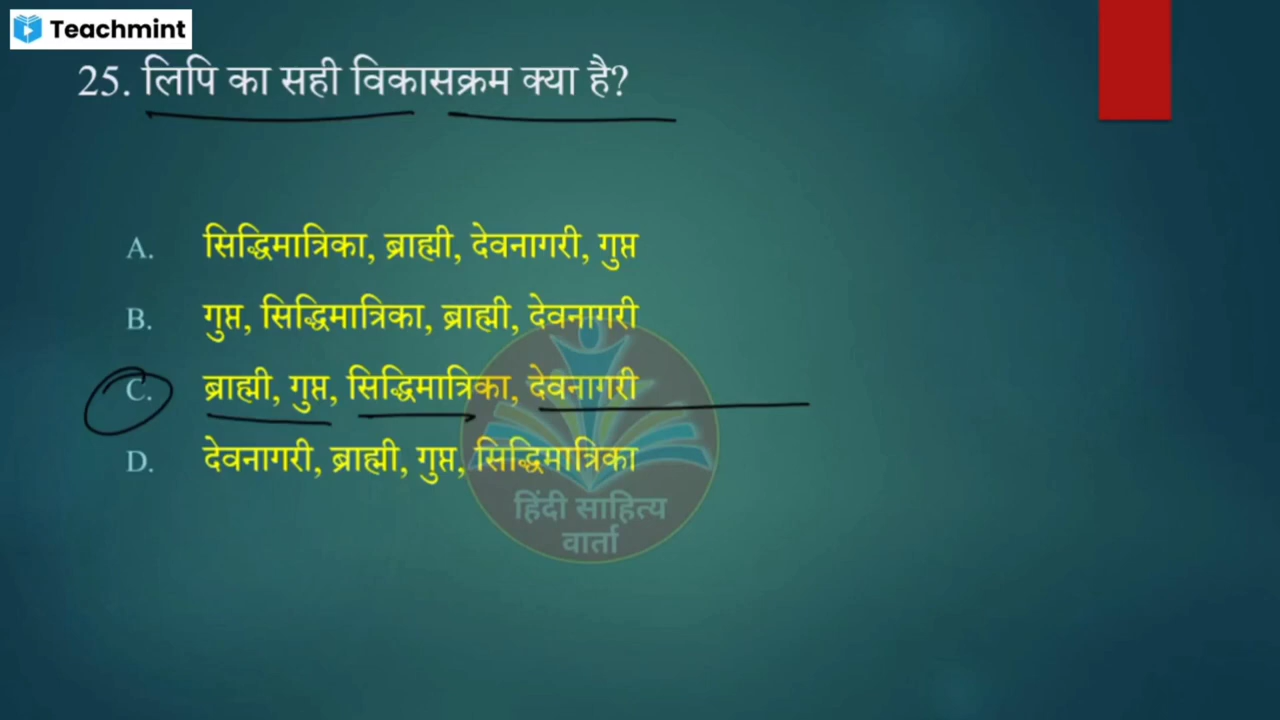 Teachmint
25. लिपि का सही विकासक्रम क्या है?
A. सिद्धिमात्रिका, ब्राह्मी, देवनागरी, गुप्त
B. गुप्त, सिद्धिमात्रिका, ब्राह्मी, देवनागरी
C. ब्राह्मी, गुप्त, सिद्धिमात्रिका, देवनागरी
D. देवनागरी, ब्राह्मी, गुप्त, सिद्धिमात्रिका
हिंदी साहित्य
वार्ता